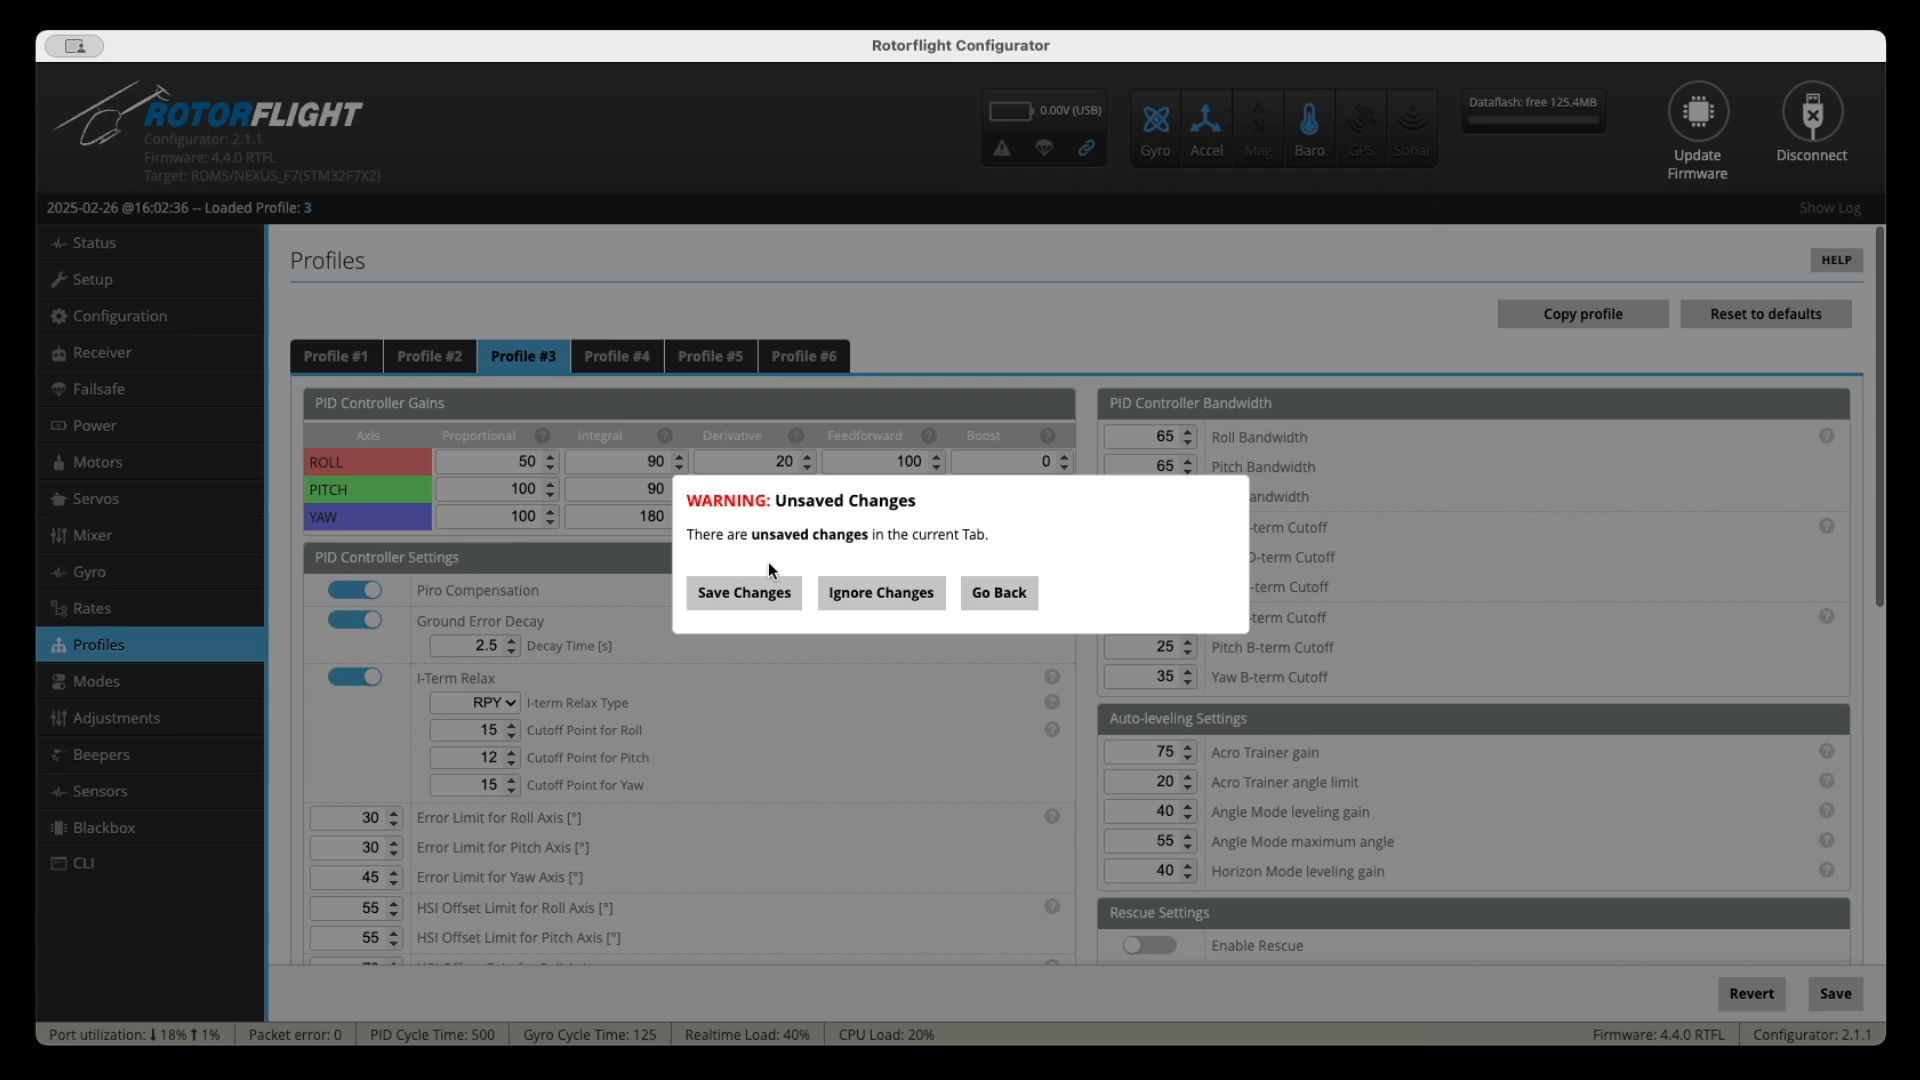 Rotorflight Configurator
ROTORFLIGHT
Configurator: 2.1.1
Firmware: 4.4.0 RTFL
Target: RDMS/NEXUS_F7(STM32F7X2)
0.00V (USB)
Gyro
Accel
Mag
Baro
GPS
Sonar
Dataflash: free 125.4MB
Update
Firmware
Disconnect
2025-02-26 @16:02:36 -- Loaded Profile: 3
Show Log
Status
Setup
Configuration
Receiver
Failsafe
Power
Motors
Servos
Mixer
Gyro
Rates
Profiles
Modes
Adjustments
Beepers
Sensors
Blackbox
CLI
Profiles
HELP
Copy profile
Reset to defaults
Profile #1
Profile #2
Profile #3
Profile #4
Profile #5
Profile #6
PID Controller Gains
Axis Proportional Integral Derivative Feedforward Boost
ROLL 50 90 20 100 0
PITCH 100 90
YAW 100 180
PID Controller Settings
Piro Compensation
Ground Error Decay
2.5 Decay Time [s]
I-Term Relax
RPY I-term Relax Type
15 Cutoff Point for Roll
12 Cutoff Point for Pitch
15 Cutoff Point for Yaw
30 Error Limit for Roll Axis [°]
30 Error Limit for Pitch Axis [°]
45 Error Limit for Yaw Axis [°]
55 HSI Offset Limit for Roll Axis [°]
55 HSI Offset Limit for Pitch Axis [°]
WARNING: Unsaved Changes
There are unsaved changes in the current Tab.
Save Changes
Ignore Changes
Go Back
PID Controller Bandwidth
65 Roll Bandwidth
65 Pitch Bandwidth
andwidth
-term Cutoff
D-term Cutoff
-term Cutoff
-term Cutoff
25 Pitch B-term Cutoff
35 Yaw B-term Cutoff
Auto-leveling Settings
75 Acro Trainer gain
20 Acro Trainer angle limit
40 Angle Mode leveling gain
55 Angle Mode maximum angle
40 Horizon Mode leveling gain
Rescue Settings
Enable Rescue
Revert
Save
Port utilization: ↓ 18% ↑ 1%
Packet error: 0
PID Cycle Time: 500
Gyro Cycle Time: 125
Realtime Load: 40%
CPU Load: 20%
Firmware: 4.4.0 RTFL
Configurator: 2.1.1